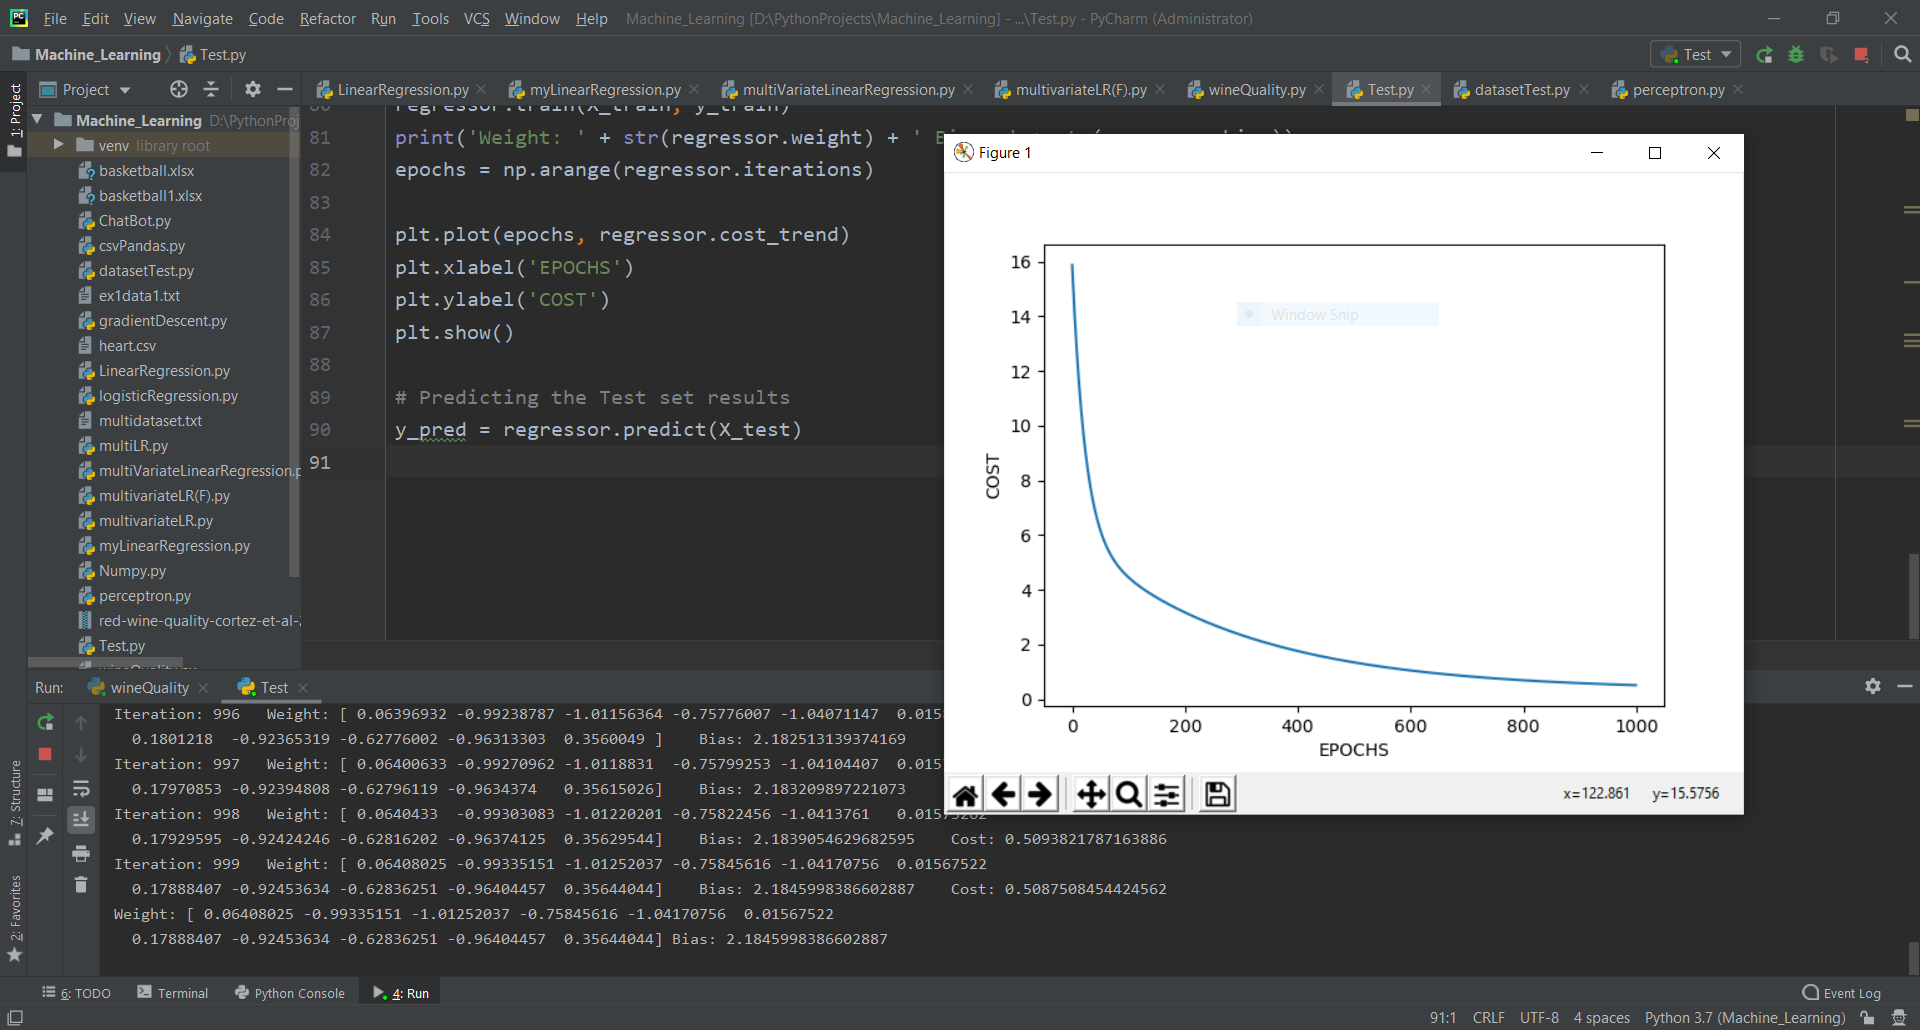 File Edit View Navigate Code Refactor Run Tools VCS Window Help Machine_Learning [D:\PythonProjects\Machine_Learning] - ...\Test.py - PyCharm (Administrator)
Machine_Learning Test.py Test
1: Project
Project
LinearRegression.py myLinearRegression.py multiVariateLinearRegression.py multivariateLR(F).py wineQuality.py Test.py datasetTest.py perceptron.py
Machine_Learning D:\PythonProj
venv library root
basketball.xlsx
basketball1.xlsx
ChatBot.py
csvPandas.py
datasetTest.py
ex1data1.txt
gradientDescent.py
heart.csv
LinearRegression.py
logisticRegression.py
multidataset.txt
multiLR.py
multiVariateLinearRegression.p
multivariateLR(F).py
multivariateLR.py
myLinearRegression.py
Numpy.py
perceptron.py
red-wine-quality-cortez-et-al-
Test.py
wineQuality.py
80 regressor.train(X_train, y_train)
81 print('Weight: ' + str(regressor.weight) + '
82 epochs = np.arange(regressor.iterations)
83
84 plt.plot(epochs, regressor.cost_trend)
85 plt.xlabel('EPOCHS')
86 plt.ylabel('COST')
87 plt.show()
88
89 # Predicting the Test set results
90 y_pred = regressor.predict(X_test)
91
Figure 1
Window Snip
16
14
12
10
8
6
4
2
0
COST
0 200 400 600 800 1000
EPOCHS
x=122.861 y=15.5756
Run: wineQuality Test
Iteration: 996 Weight: [ 0.06396932 -0.99238787 -1.01156364 -0.75776007 -1.04071147 0.015
0.1801218 -0.92365319 -0.62776002 -0.96313303 0.3560049 ] Bias: 2.182513139374169
Iteration: 997 Weight: [ 0.06400633 -0.99270962 -1.0118831 -0.75799253 -1.04104407 0.015
0.17970853 -0.92394808 -0.62796119 -0.9634374 0.35615026] Bias: 2.183209897221073
Iteration: 998 Weight: [ 0.0640433 -0.99303083 -1.01220201 -0.75822456 -1.0413761
0.17929595 -0.92424246 -0.62816202 -0.96374125 0.35629544] Bias: 2.1839054629682595 Cost: 0.5093821787163886
Iteration: 999 Weight: [ 0.06408025 -0.99335151 -1.01252037 -0.75845616 -1.04170756 0.01567522
0.17888407 -0.92453634 -0.62836251 -0.96404457 0.35644044] Bias: 2.1845998386602887 Cost: 0.5087508454424562
Weight: [ 0.06408025 -0.99335151 -1.01252037 -0.75845616 -1.04170756 0.01567522
0.17888407 -0.92453634 -0.62836251 -0.96404457 0.35644044] Bias: 2.1845998386602887
7: Structure
2: Favorites
6: TODO Terminal Python Console 4: Run Event Log
91:1 CRLF UTF-8 4 spaces Python 3.7 (Machine_Learning)